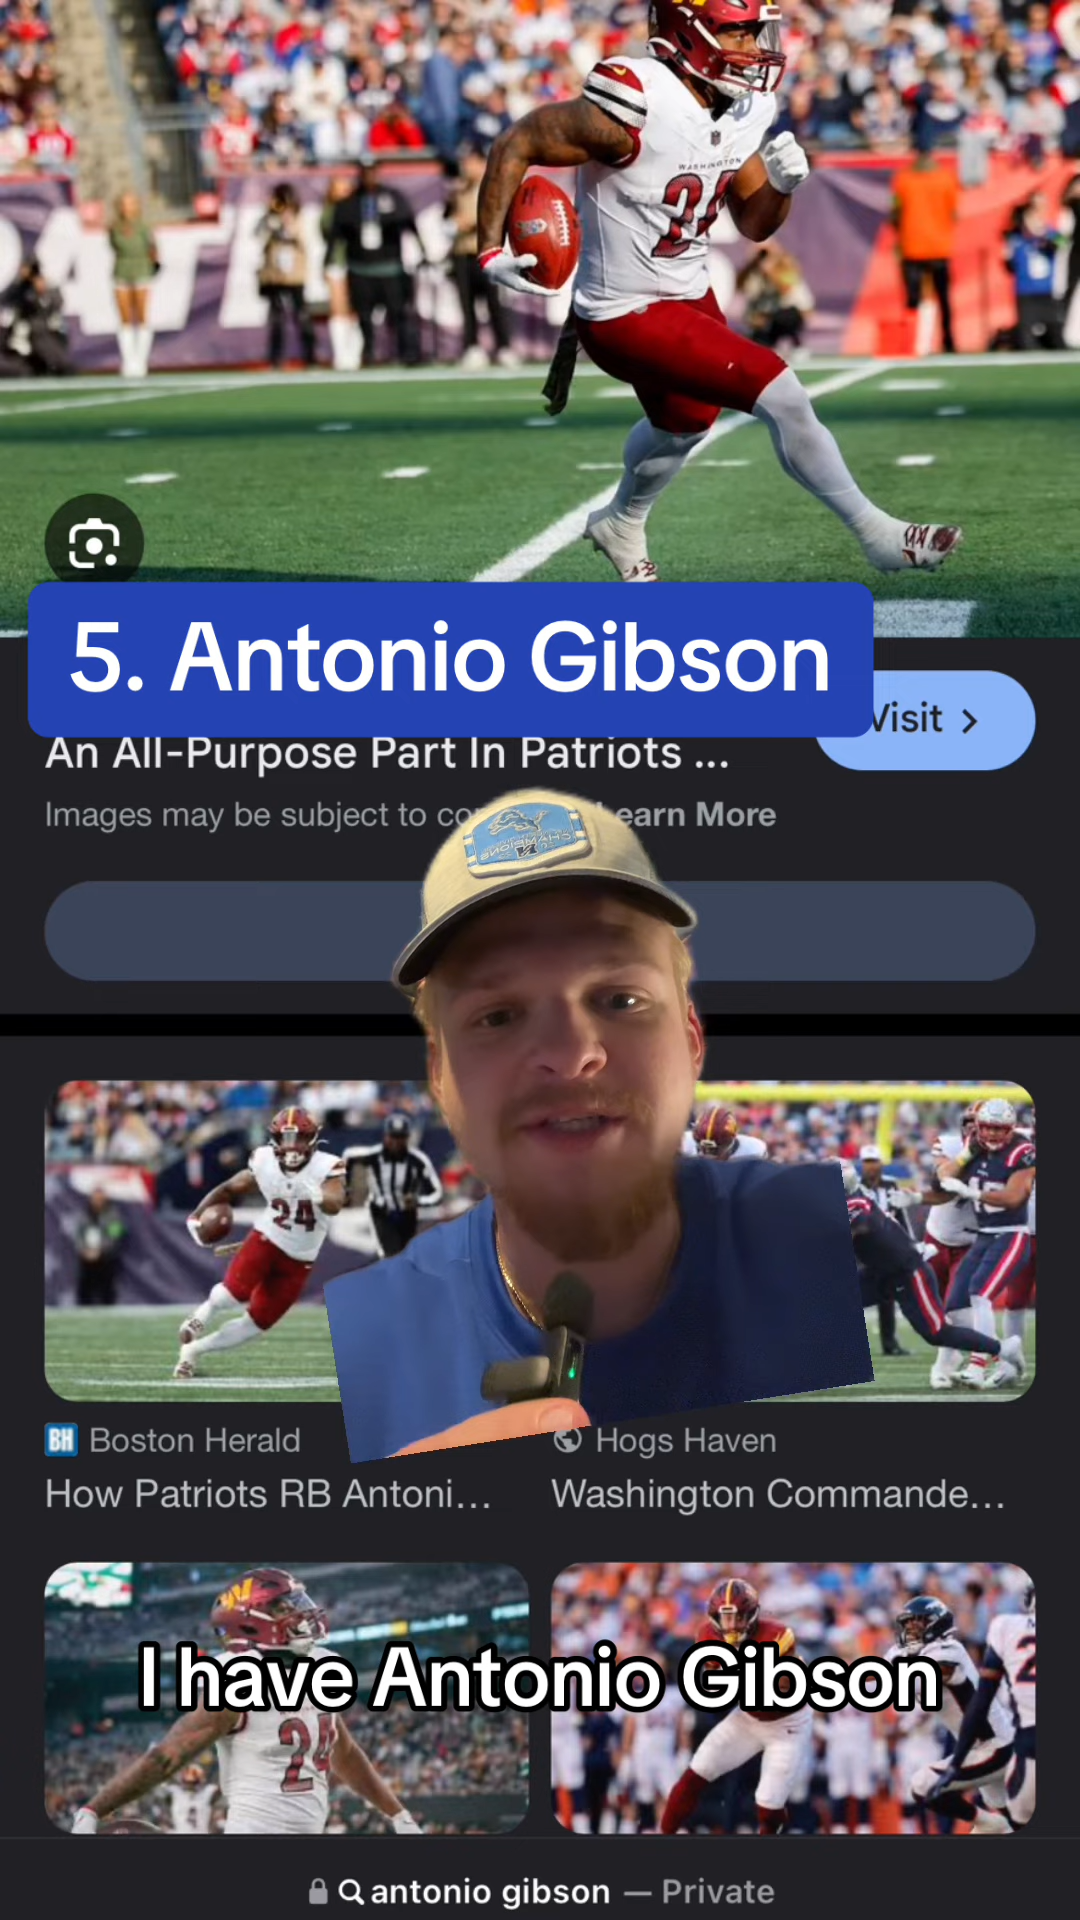 WASHINGTON
24
5. Antonio Gibson
Visit >
An All-Purpose Part In Patriots ...
Images may be subject to co
earn More
24
BH Boston Herald
Hogs Haven
How Patriots RB Antoni...
Washington Commande...
I have Antonio Gibson
24
antonio gibson — Private